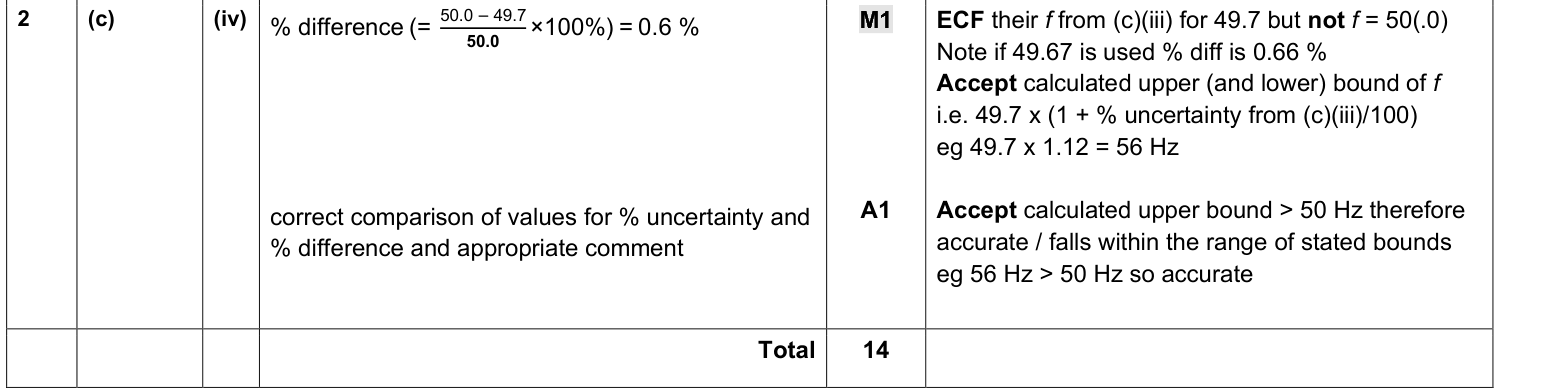 2 (c) (iv) % difference (= 50.0 – 49.7 / 50.0 ×100%) = 0.6 % M1 ECF their f from (c)(iii) for 49.7 but not f = 50(.0)
Note if 49.67 is used % diff is 0.66 %
Accept calculated upper (and lower) bound of f
i.e. 49.7 x (1 + % uncertainty from (c)(iii)/100)
eg 49.7 x 1.12 = 56 Hz
correct comparison of values for % uncertainty and
% difference and appropriate comment
A1
Accept calculated upper bound > 50 Hz therefore
accurate / falls within the range of stated bounds
eg 56 Hz > 50 Hz so accurate
Total 14